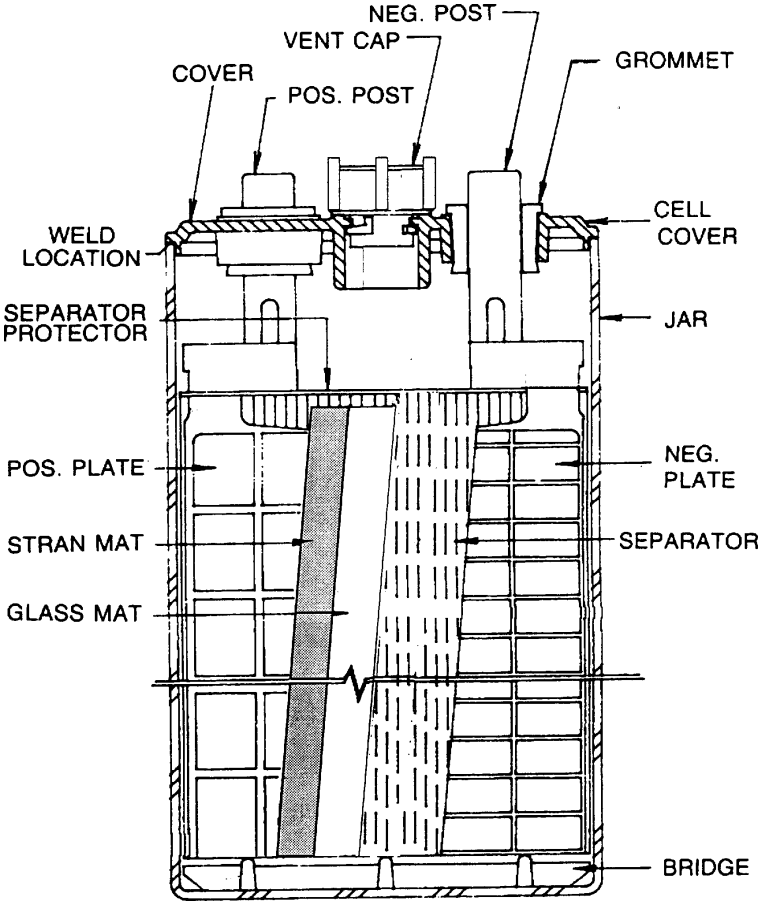 NEG. POST
VENT CAP
COVER
POS. POST
GROMMET
CELL
COVER
WELD
LOCATION
SEPARATOR
PROTECTOR
JAR
POS. PLATE
NEG.
PLATE
STRAN MAT
SEPARATOR
GLASS MAT
BRIDGE